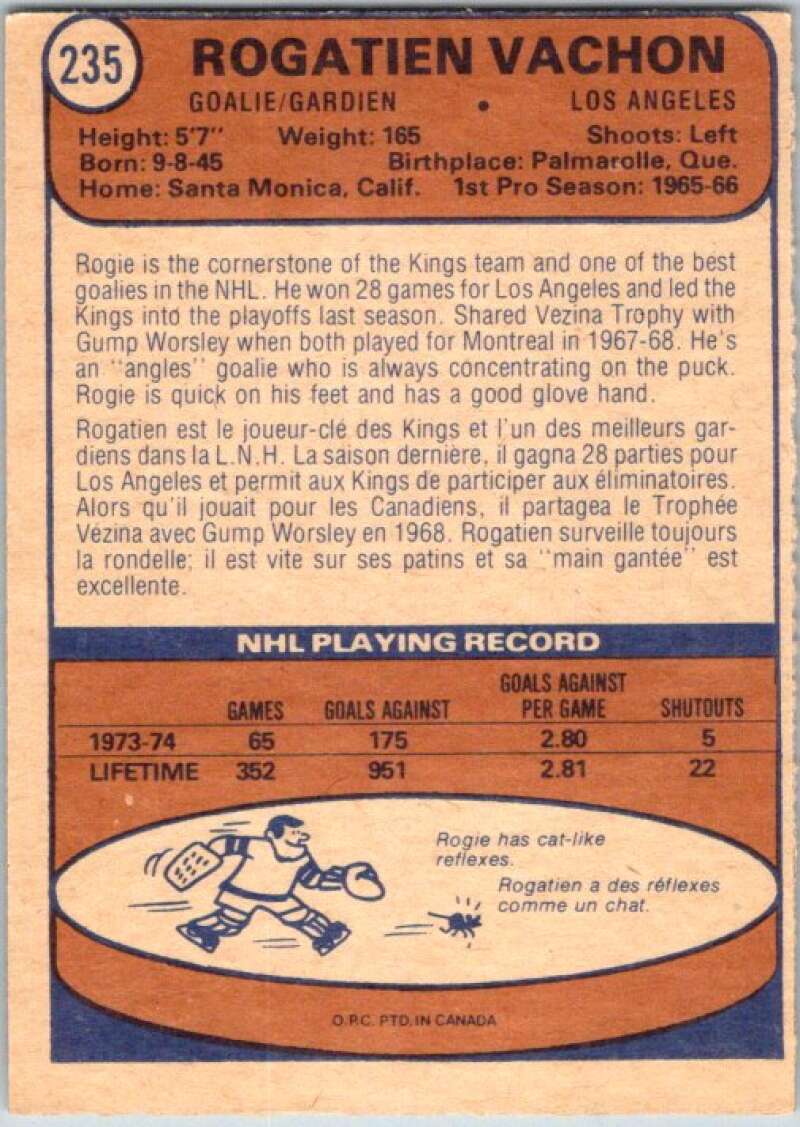 235
ROGATIEN VACHON
GOALIE/GARDIEN • LOS ANGELES
Height: 5'7" Weight: 165 Shoots: Left
Born: 9-8-45 Birthplace: Palmarolle, Que.
Home: Santa Monica, Calif. 1st Pro Season: 1965-66
Rogie is the cornerstone of the Kings team and one of the best
goalies in the NHL. He won 28 games for Los Angeles and led the
Kings into the playoffs last season. Shared Vezina Trophy with
Gump Worsley when both played for Montreal in 1967-68. He's
an "angles" goalie who is always concentrating on the puck.
Rogie is quick on his feet and has a good glove hand.
Rogatien est le joueur-clé des Kings et l'un des meilleurs gar-
diens dans la L.N.H. La saison dernière, il gagna 28 parties pour
Los Angeles et permit aux Kings de participer aux éliminatoires.
Alors qu'il jouait pour les Canadiens, il partagea le Trophée
Vézina avec Gump Worsley en 1968. Rogatien surveille toujours
la rondelle; il est vite sur ses patins et sa "main gantée" est
excellente.
NHL PLAYING RECORD
GAMES GOALS AGAINST GOALS AGAINST PER GAME SHUTOUTS
1973-74 65 175 2.80 5
LIFETIME 352 951 2.81 22
Rogie has cat-like
reflexes.
Rogatien a des réflexes
comme un chat.
O.P.C. PTD. IN CANADA